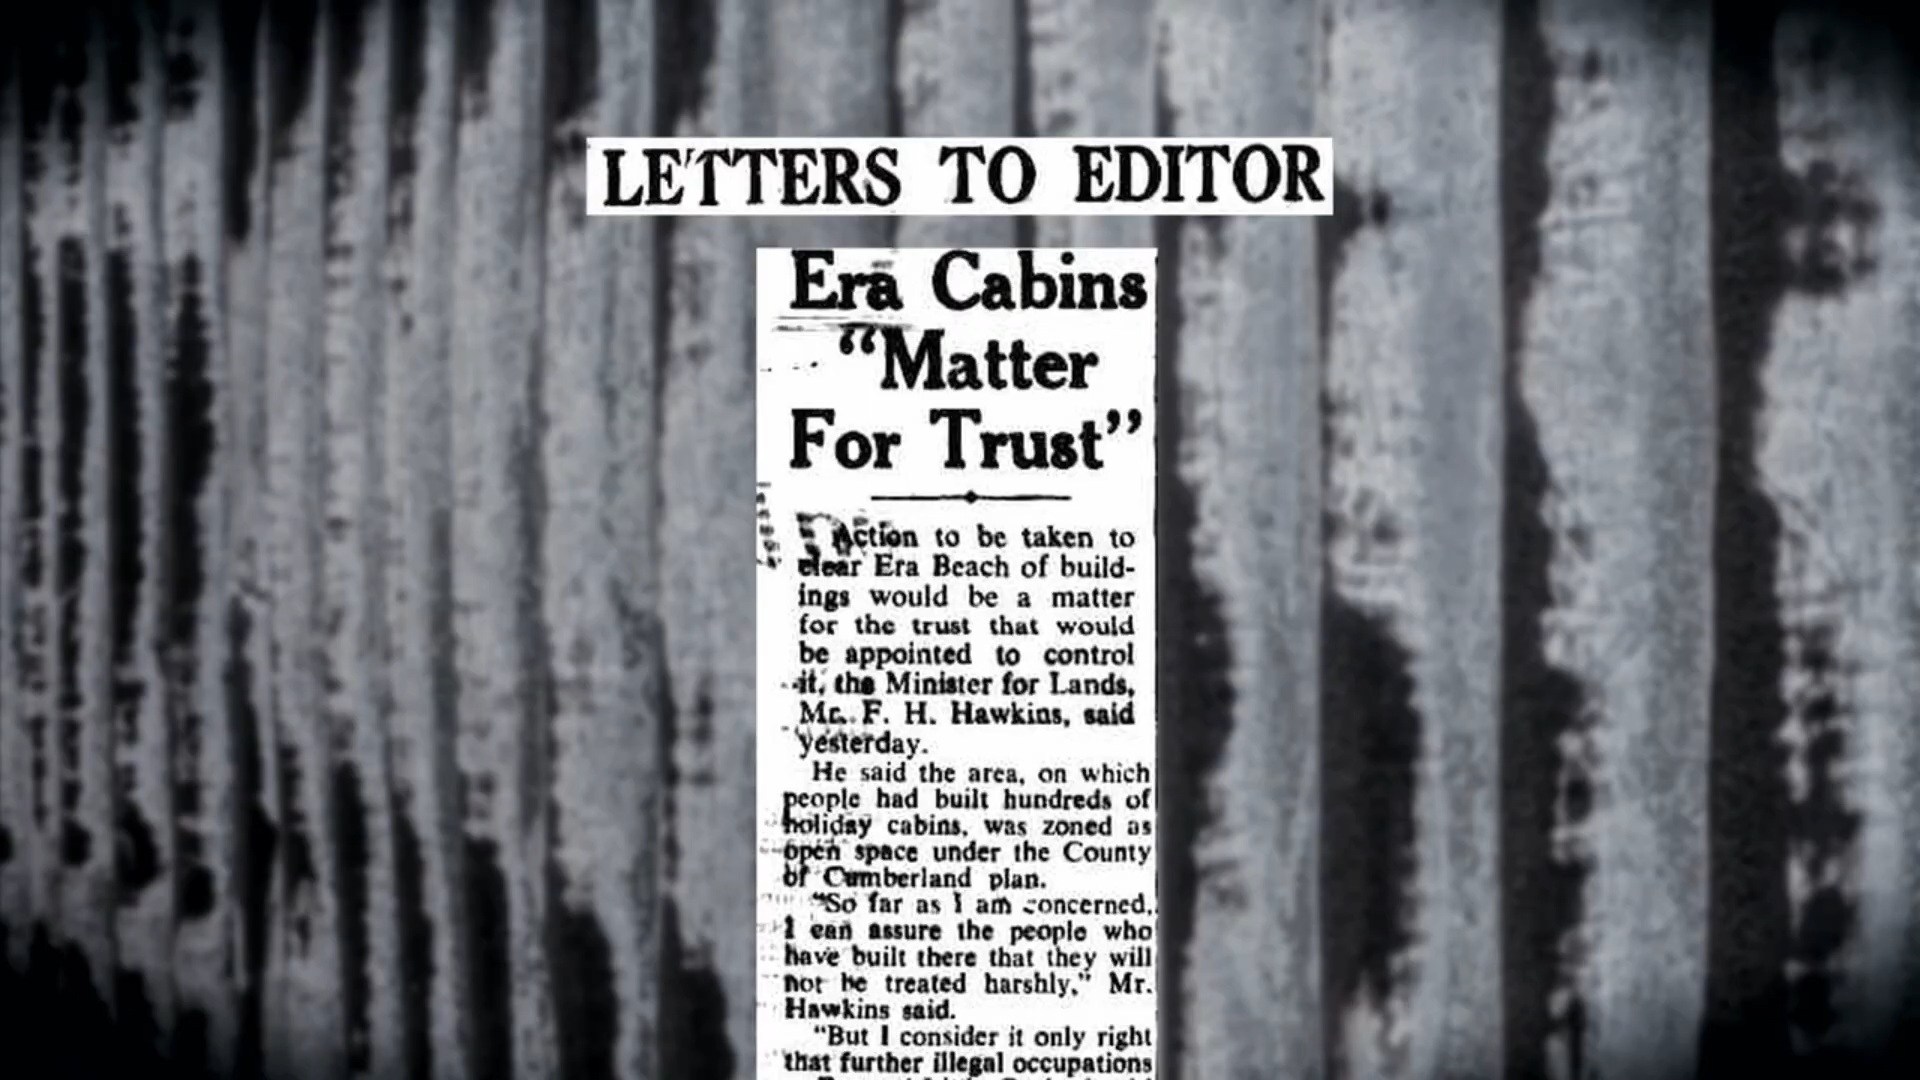 LETTERS TO EDITOR
Era Cabins
“Matter
For Trust”
Action to be taken to
clear Era Beach of build-
ings would be a matter
for the trust that would
be appointed to control
it, the Minister for Lands,
Mr. F. H. Hawkins, said
yesterday.
He said the area, on which
people had built hundreds of
holiday cabins, was zoned as
open space under the County
of Cumberland plan.
“So far as I am concerned,
I can assure the people who
have built there that they will
not be treated harshly,” Mr.
Hawkins said.
“But I consider it only right
that further illegal occupations